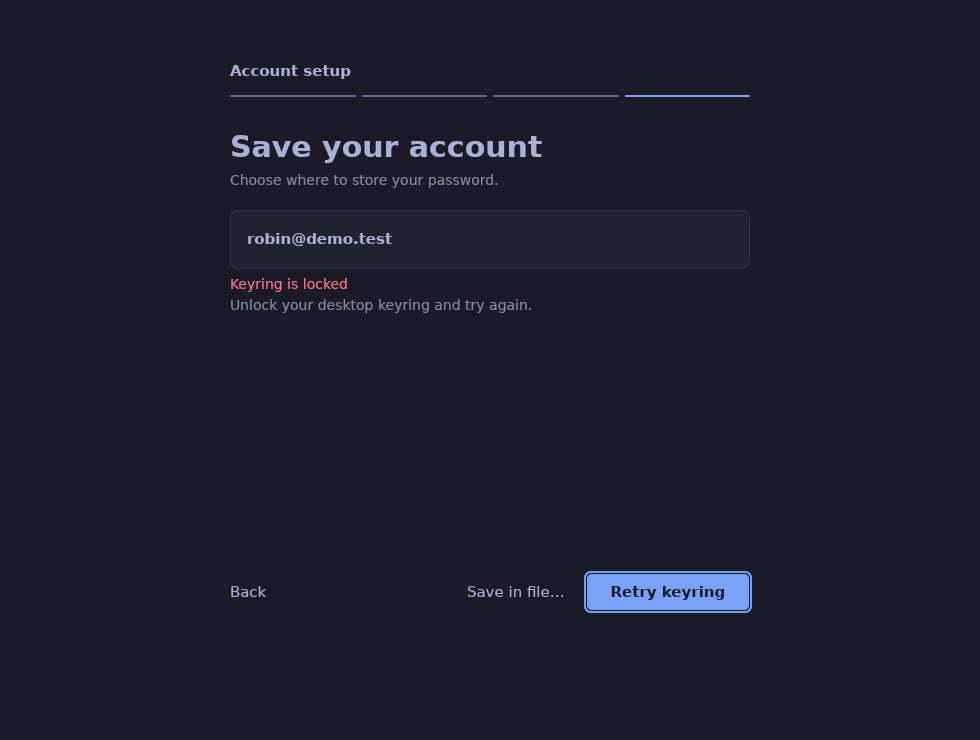 Account setup
Save your account
Choose where to store your password.
robin@demo.test
Keyring is locked
Unlock your desktop keyring and try again.
Back
Save in file...
Retry keyring